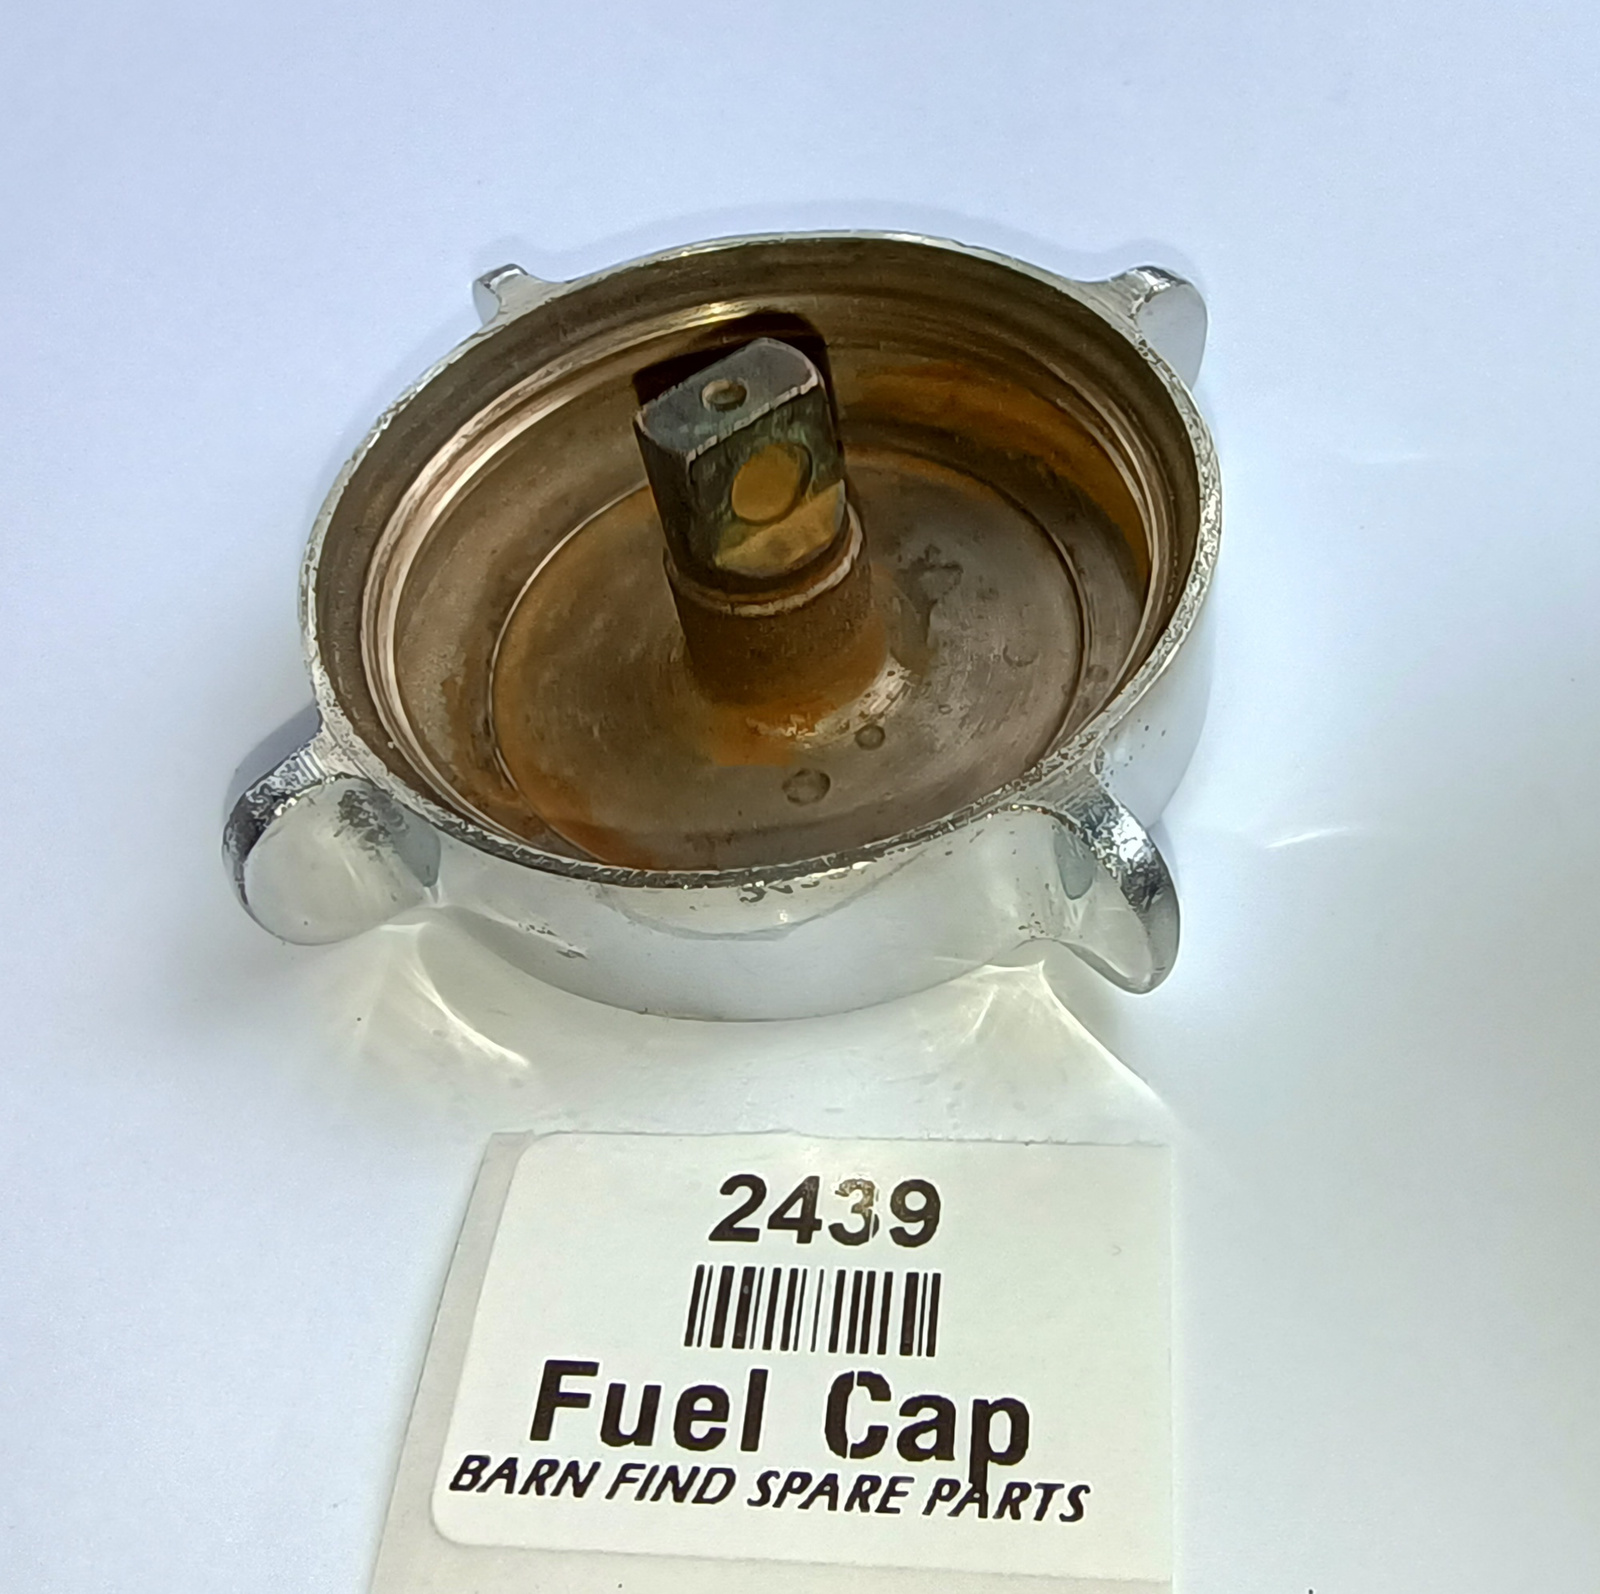 2439
Fuel Cap
BARN FIND SPARE PARTS